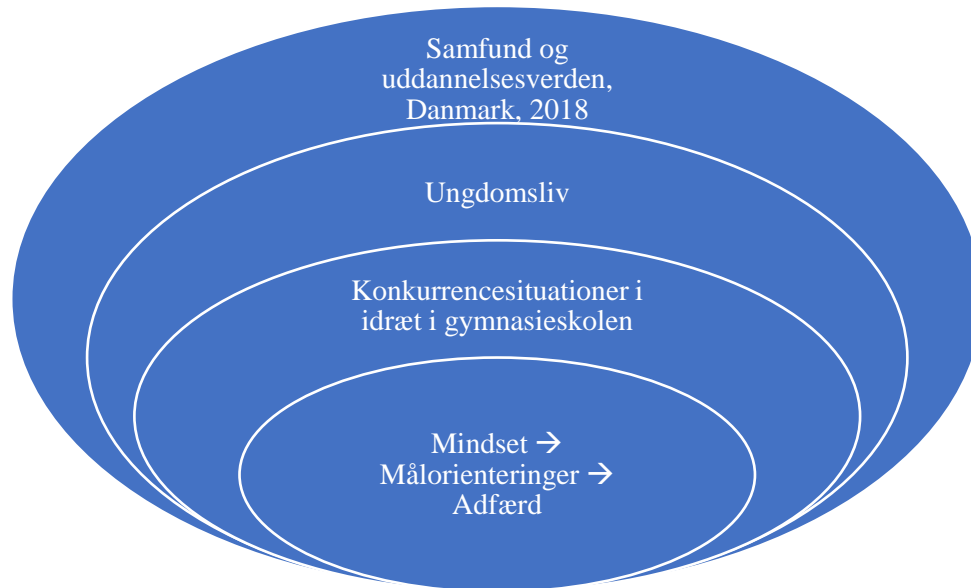 Samfund og
uddannelsesverden,
Danmark, 2018
Ungdomsliv
Konkurrencesituationer i
idræt i gymnasieskolen
Mindset →
Målorienteringer →
Adfærd